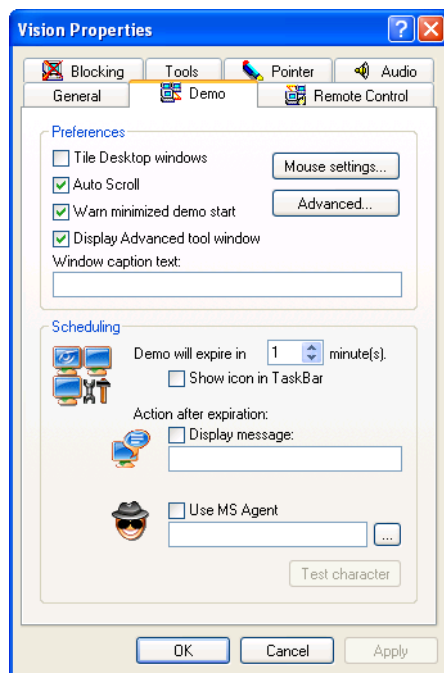 Vision Properties
Blocking Tools Pointer Audio
General Demo Remote Control
Preferences
Tile Desktop windows
Mouse settings...
Auto Scroll
Warn minimized demo start
Advanced...
Display Advanced tool window
Window caption text:
Scheduling
Demo will expire in 1 minute(s).
Show icon in TaskBar
Action after expiration:
Display message:
Use MS Agent
...
Test character
OK Cancel Apply